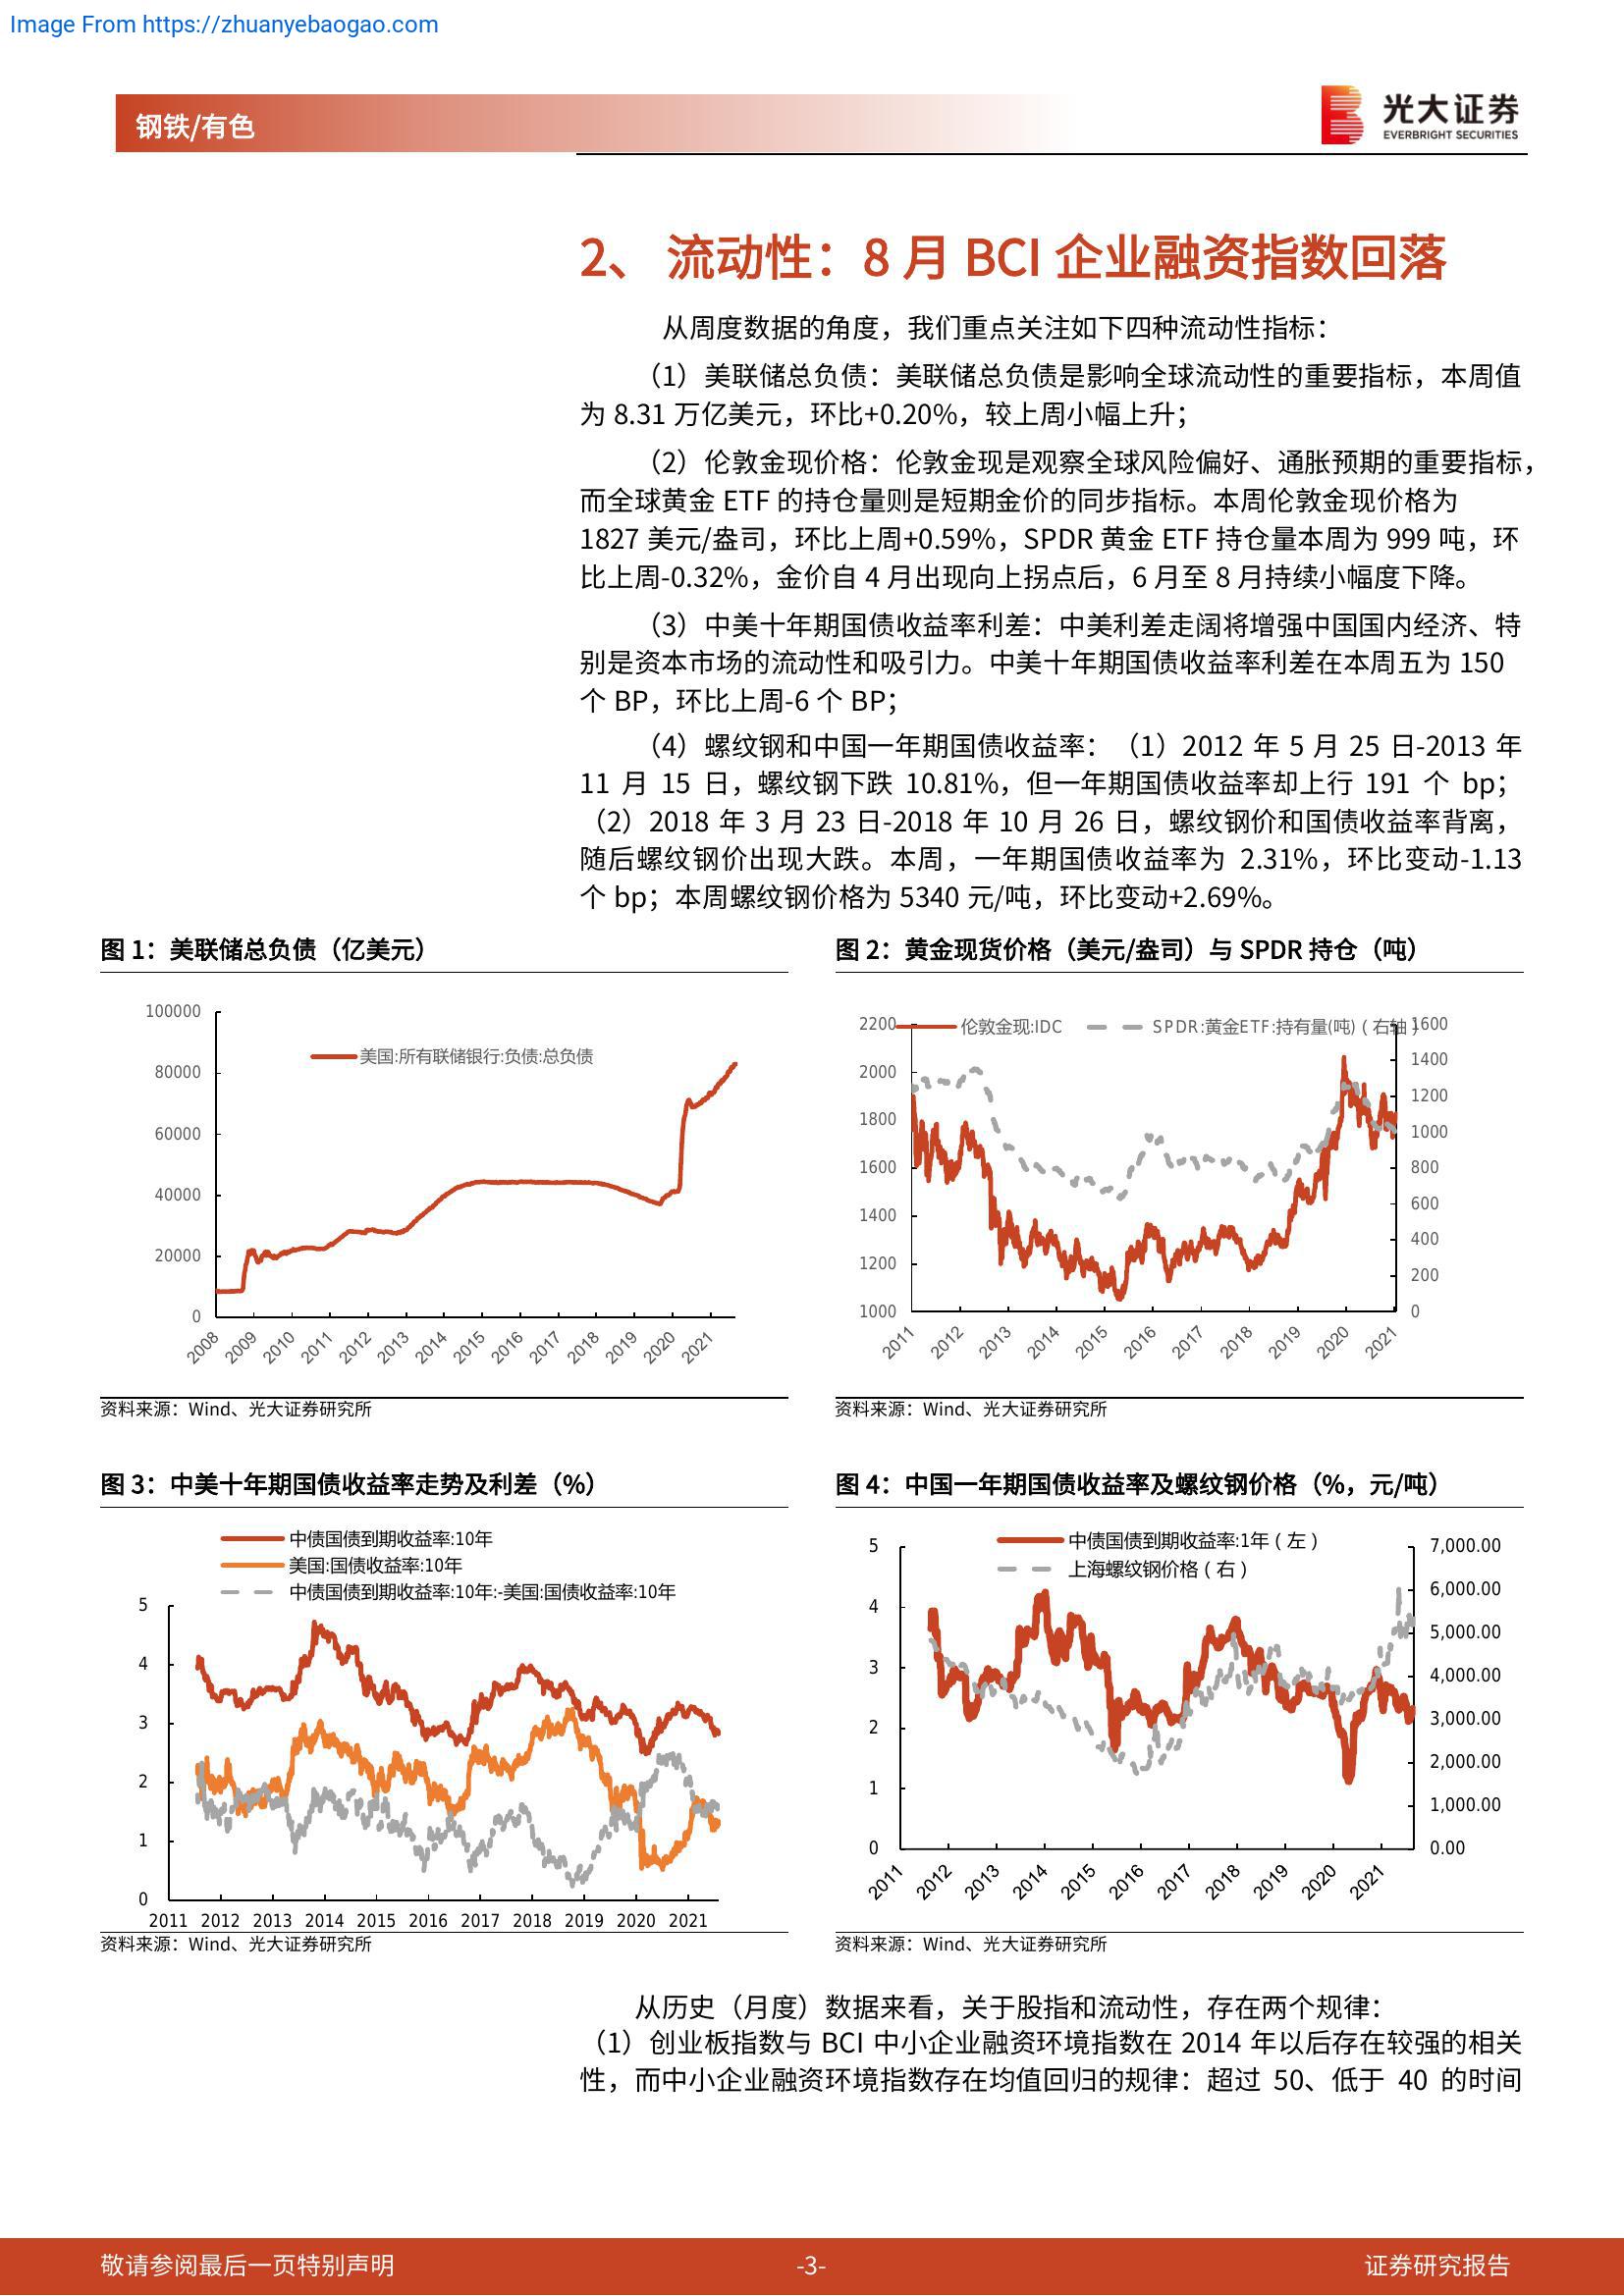 Image From https://zhuanyebaogao.com
钢铁/有色
光大证券
EVERBRIGHT SECURITIES
2、 流动性：8 月 BCI 企业融资指数回落
从周度数据的角度，我们重点关注如下四种流动性指标：
（1）美联储总负债：美联储总负债是影响全球流动性的重要指标，本周值
为 8.31 万亿美元，环比+0.20%，较上周小幅上升；
（2）伦敦金现价格：伦敦金现是观察全球风险偏好、通胀预期的重要指标，
而全球黄金 ETF 的持仓量则是短期金价的同步指标。本周伦敦金现价格为
1827 美元/盎司，环比上周+0.59%，SPDR 黄金 ETF 持仓量本周为 999 吨，环
比上周-0.32%，金价自 4 月出现向上拐点后，6 月至 8 月持续小幅度下降。
（3）中美十年期国债收益率利差：中美利差走阔将增强中国国内经济、特
别是资本市场的流动性和吸引力。中美十年期国债收益率利差在本周五为 150
个 BP，环比上周-6 个 BP；
（4）螺纹钢和中国一年期国债收益率：（1）2012 年 5 月 25 日-2013 年
11 月 15 日，螺纹钢下跌 10.81%，但一年期国债收益率却上行 191 个 bp；
（2）2018 年 3 月 23 日-2018 年 10 月 26 日，螺纹钢价和国债收益率背离，
随后螺纹钢价出现大跌。本周，一年期国债收益率为 2.31%，环比变动-1.13
个 bp；本周螺纹钢价格为 5340 元/吨，环比变动+2.69%。
图 1：美联储总负债（亿美元）
100000
80000
60000
40000
20000
0
美国:所有联储银行:负债:总负债
2008 2009 2010 2011 2012 2013 2014 2015 2016 2017 2018 2019 2020 2021
资料来源：Wind、光大证券研究所
图 2：黄金现货价格（美元/盎司）与 SPDR 持仓（吨）
伦敦金现:IDC SPDR:黄金ETF:持有量(吻)（右轴）
2200
2000
1800
1600
1400
1200
1000
1600
1400
1200
1000
800
600
400
200
0
2011 2012 2013 2014 2015 2016 2017 2018 2019 2020 2021
资料来源：Wind、光大证券研究所
图 3：中美十年期国债收益率走势及利差（%）
中债国债到期收益率:10年
美国:国债收益率:10年
中债国债到期收益率:10年:-美国:国债收益率:10年
5
4
3
2
1
0
2011 2012 2013 2014 2015 2016 2017 2018 2019 2020 2021
资料来源：Wind、光大证券研究所
图 4：中国一年期国债收益率及螺纹钢价格（%，元/吨）
中债国债到期收益率:1年（左）
上海螺纹钢价格（右）
5
4
3
2
1
0
7,000.00
6,000.00
5,000.00
4,000.00
3,000.00
2,000.00
1,000.00
0.00
2011 2012 2013 2014 2015 2016 2017 2018 2019 2020 2021
资料来源：Wind、光大证券研究所
从历史（月度）数据来看，关于股指和流动性，存在两个规律：
（1）创业板指数与 BCI 中小企业融资环境指数在 2014 年以后存在较强的相关
性，而中小企业融资环境指数存在均值回归的规律：超过 50、低于 40 的时间
敬请参阅最后一页特别声明
-3-
证券研究报告